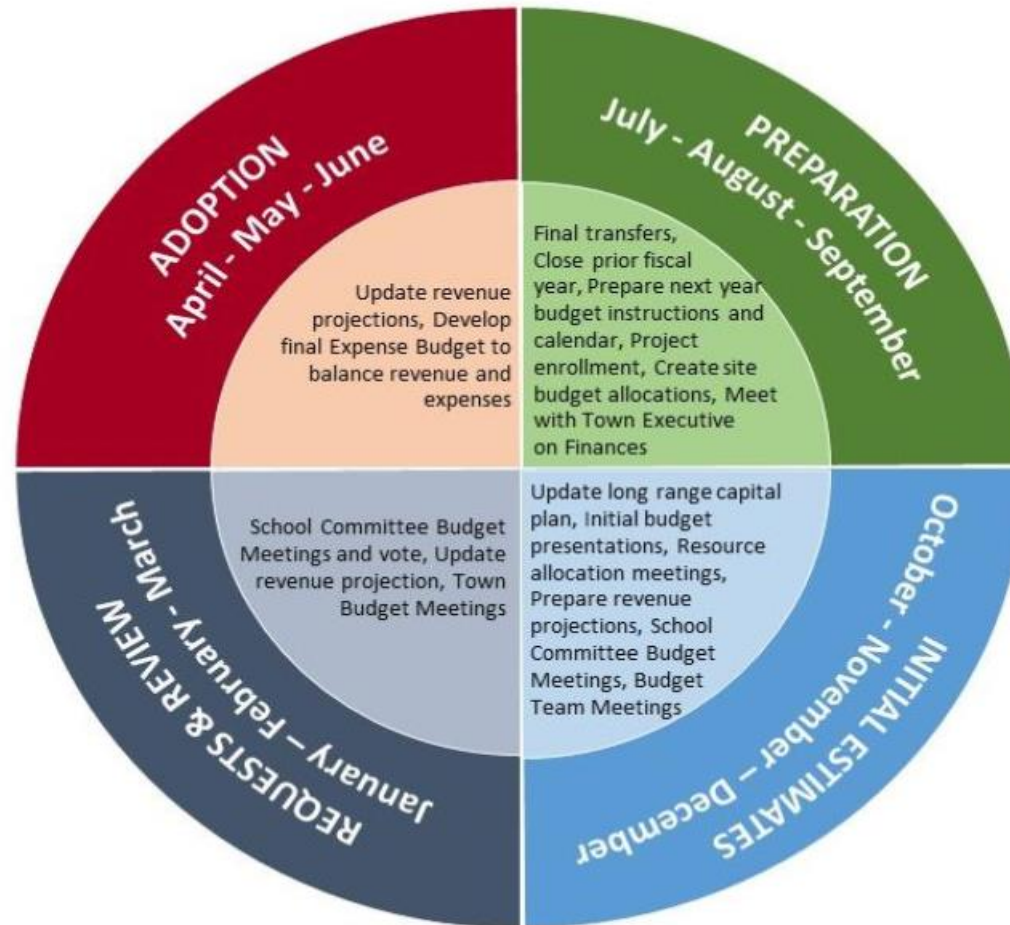 ADOPTION
April - May - June
Update revenue
projections, Develop
final Expense Budget to
balance revenue and
expenses
PREPARATION
July - August - September
Final transfers,
Close prior fiscal
year, Prepare next year
budget instructions and
calendar, Project
enrollment, Create site
budget allocations, Meet
with Town Executive
on Finances
REQUESTS & REVIEW
January – February - March
School Committee Budget
Meetings and vote, Update
revenue projection, Town
Budget Meetings
INITIAL ESTIMATES
October - November – December
Update long range capital
plan, Initial budget
presentations, Resource
allocation meetings,
Prepare revenue
projections, School
Committee Budget
Meetings, Budget
Team Meetings